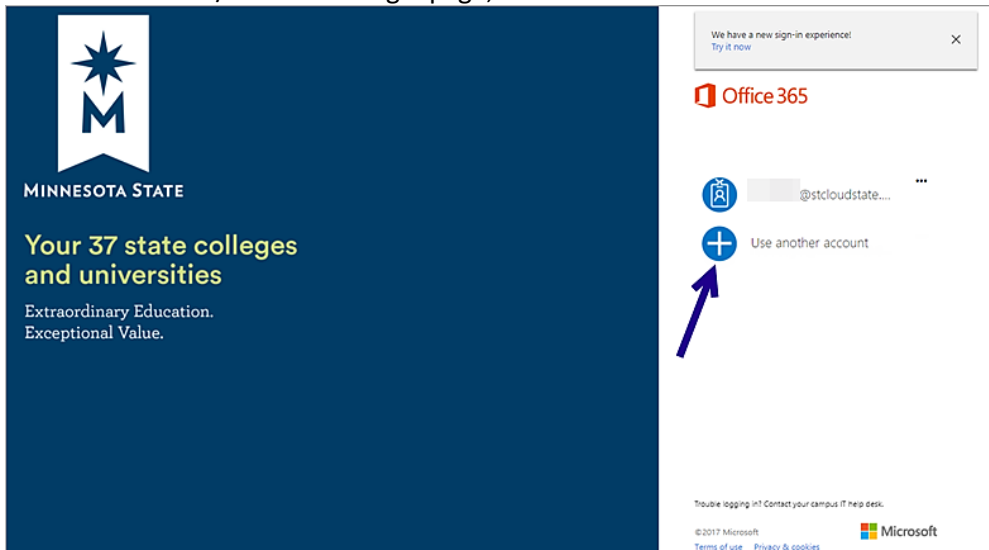 page,
M
MINNESOTA STATE
Your 37 state colleges
and universities
Extraordinary Education.
Exceptional Value.
We have a new sign-in experience!
Try it now
Office 365
@stcloudstate....
Use another account
Trouble logging in? Contact your campus IT help desk.
©2017 Microsoft
Microsoft
Terms of use Privacy & cookies